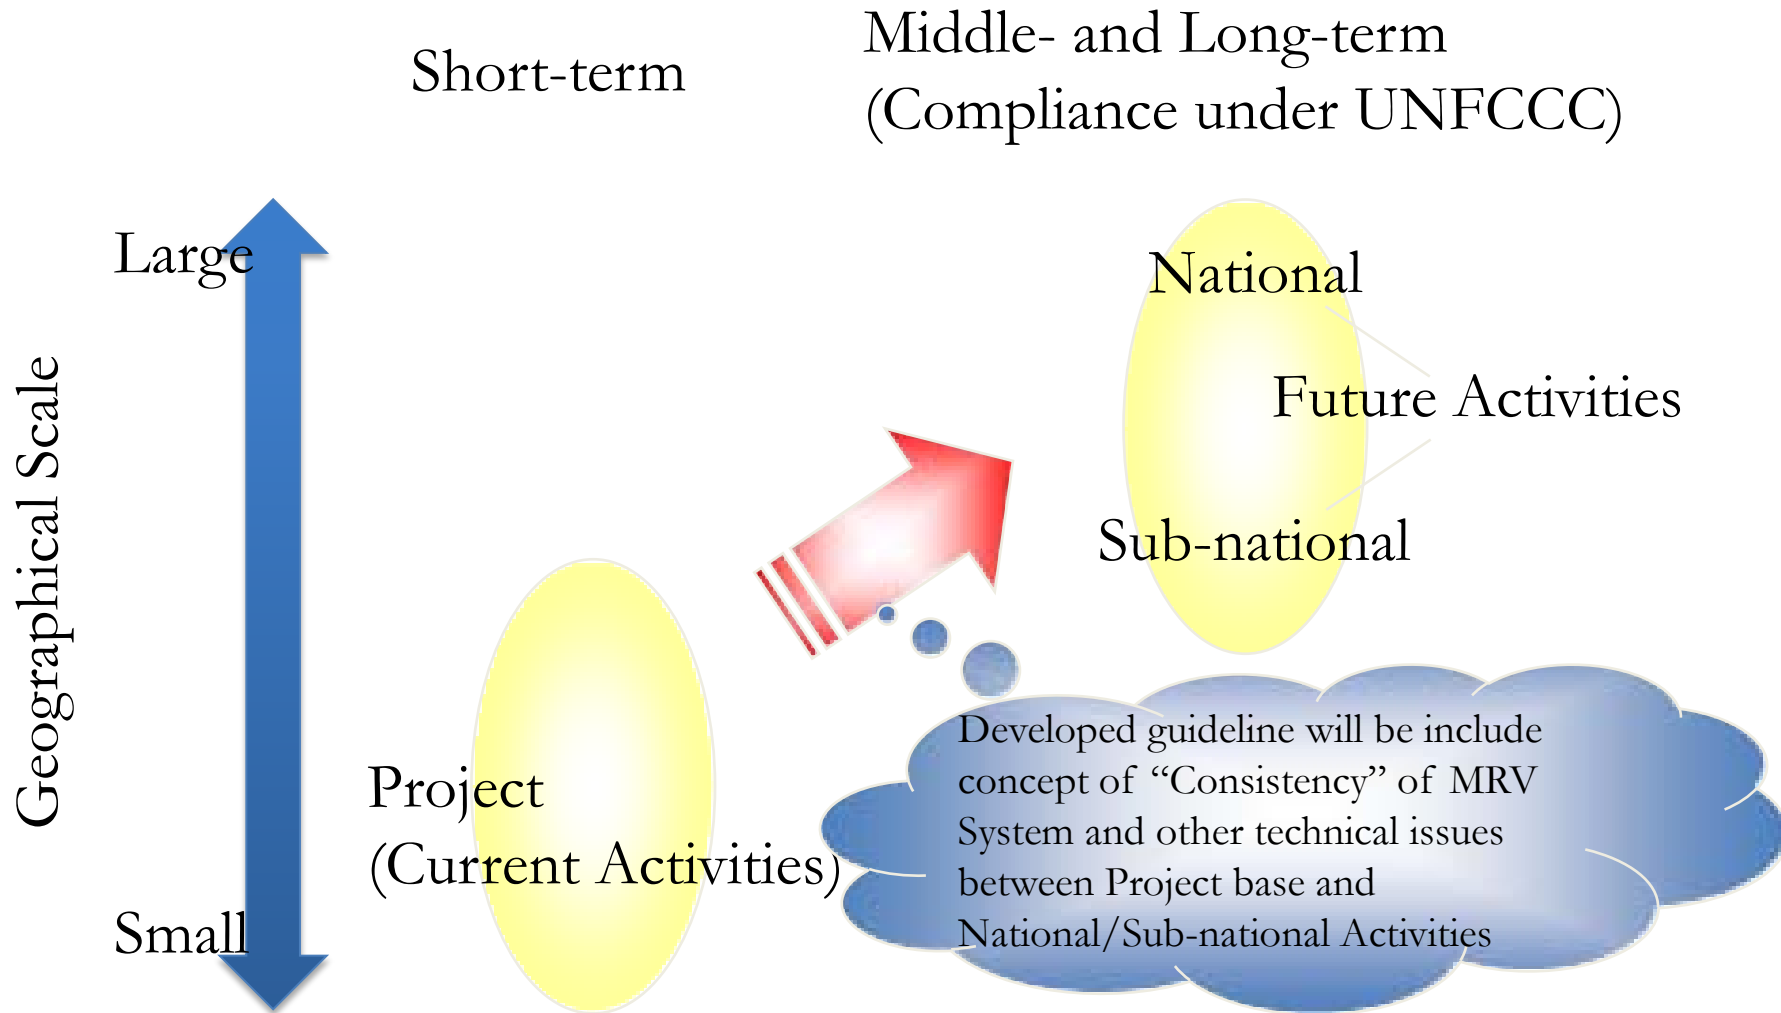 Short-term
Middle- and Long-term
(Compliance under UNFCCC)
Large
Geographical Scale
Small
National
Future Activities
Sub-national
Project
(Current Activities)
Developed guideline will be include
concept of “Consistency” of MRV
System and other technical issues
between Project base and
National/Sub-national Activities